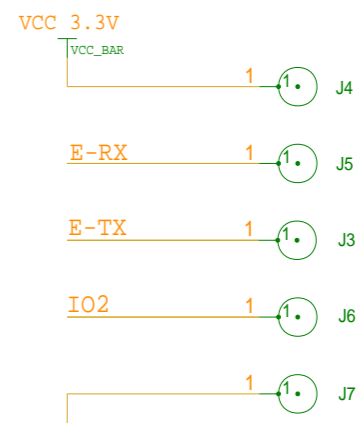 VCC 3.3V
VCC_BAR
1 1 J4
E-RX 1 1 J5
E-TX 1 1 J3
IO2 1 1 J6
1 1 J7